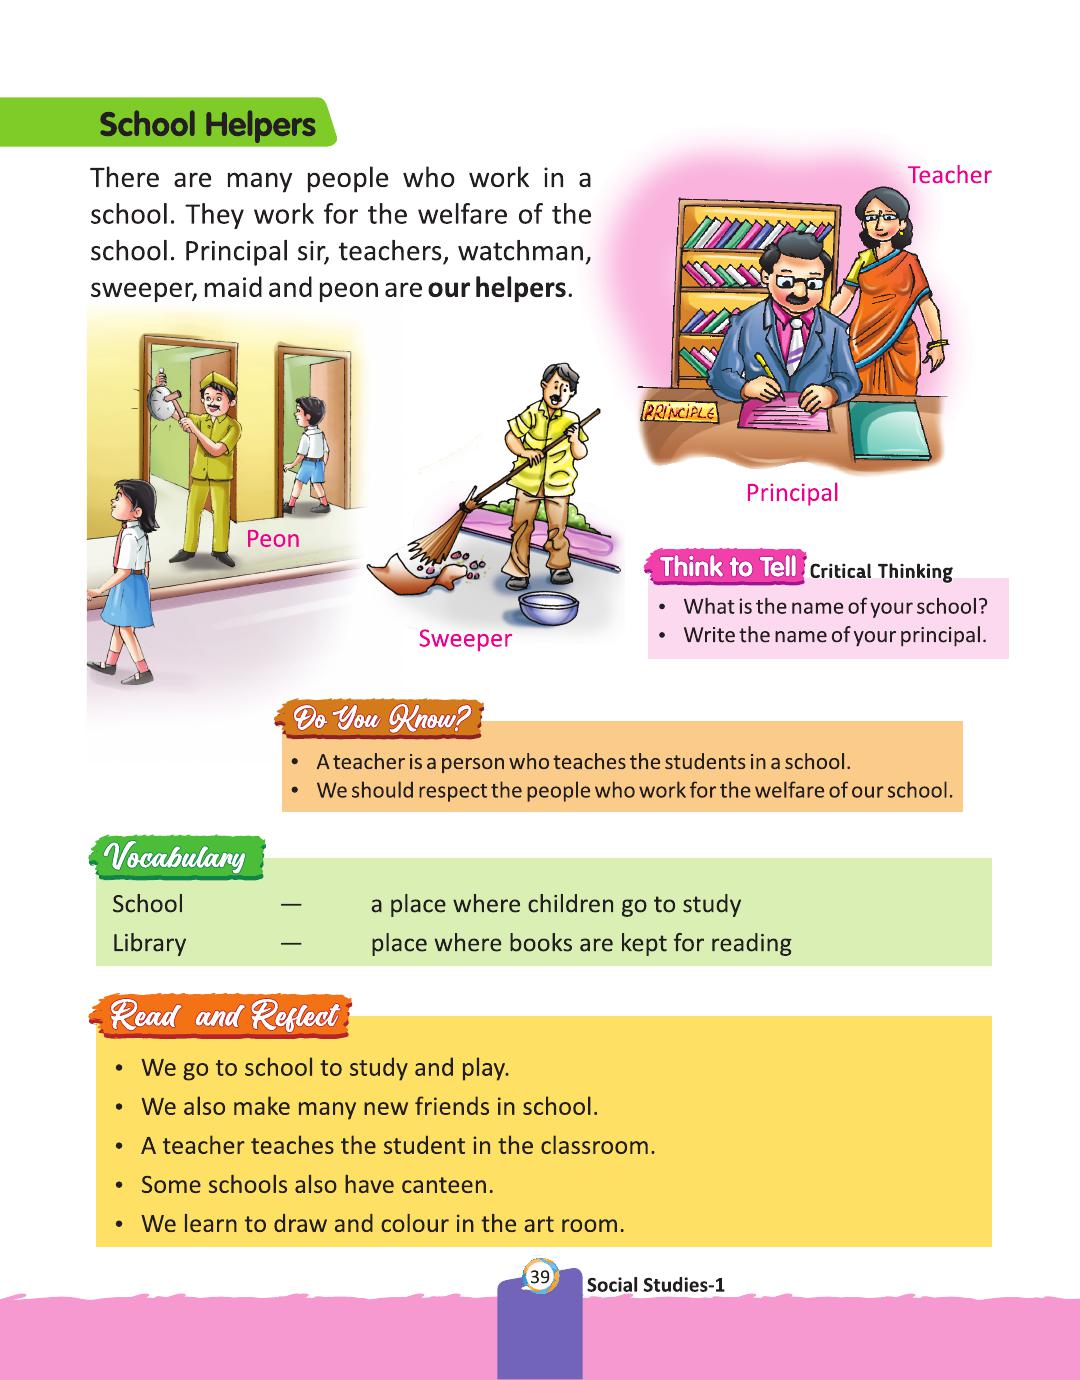 School Helpers
There are many people who work in a
school. They work for the welfare of the
school. Principal sir, teachers, watchman,
sweeper, maid and peon are our helpers.
Teacher
PRINCIPLE
Principal
Peon
Sweeper
Think to Tell Critical Thinking
• What is the name of your school?
• Write the name of your principal.
Do You Know?
• A teacher is a person who teaches the students in a school.
• We should respect the people who work for the welfare of our school.
Vocabulary
School — a place where children go to study
Library — place where books are kept for reading
Read and Reflect
• We go to school to study and play.
• We also make many new friends in school.
• A teacher teaches the student in the classroom.
• Some schools also have canteen.
• We learn to draw and colour in the art room.
39
Social Studies-1